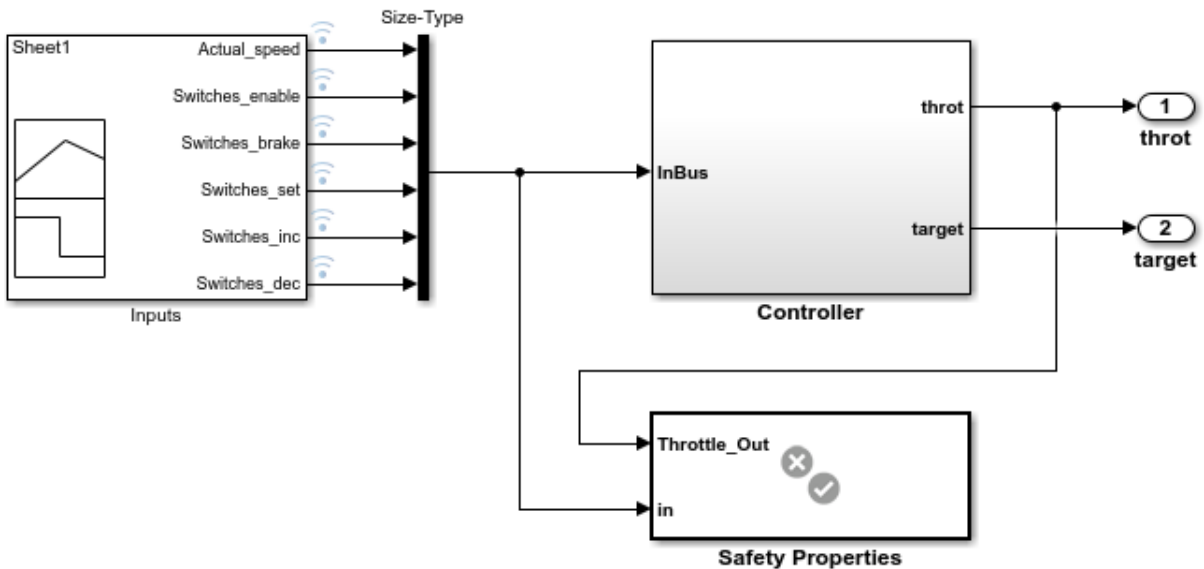 Size-Type
Sheet1
Actual_speed
Switches_enable
Switches_brake
Switches_set
Switches_inc
Switches_dec
Inputs
InBus
throt
target
Controller
1
throt
2
target
Throttle_Out
in
Safety Properties